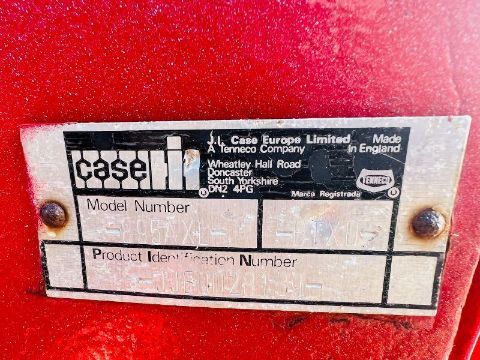 case IH
J.I. Case Europe Limited
A Tenneco Company
Made
in England
Wheatley Hall Road
Doncaster
South Yorkshire
DN2 4PG
Marca Registrada
TENNECO
Model Number
Product Identification Number